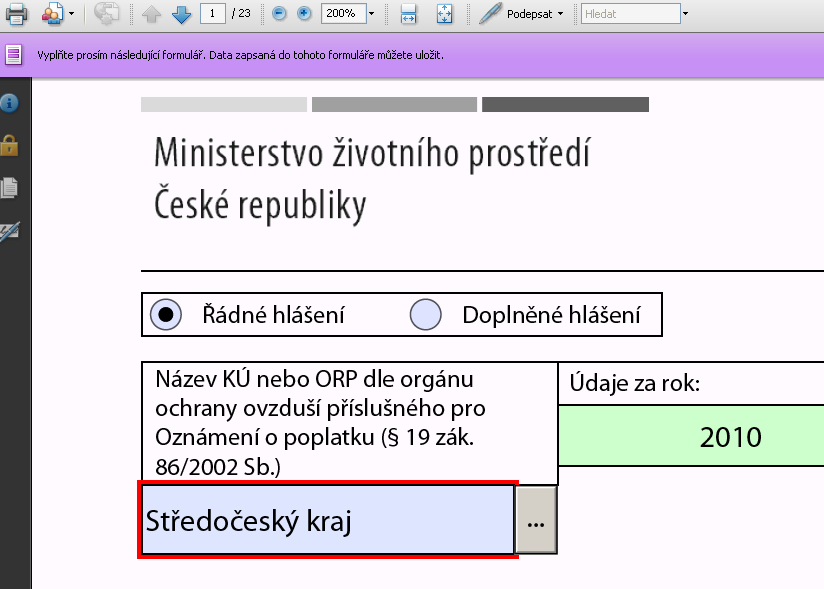 1 / 23 200% Podepsat Hledat
Vyplňte prosím následující formulář. Data zapsaná do tohoto formuláře můžete uložit.
Ministerstvo životního prostředí
České republiky
Řádné hlášení Doplněné hlášení
Název KÚ nebo ORP dle orgánu
ochrany ovzduší příslušného pro
Oznámení o poplatku (§ 19 zák.
86/2002 Sb.)
Údaje za rok:
2010
Středočeský kraj ...